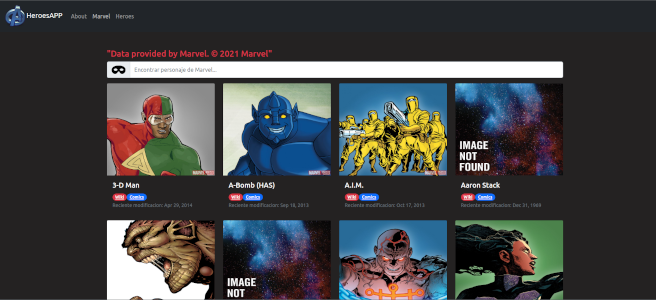 HeroesAPP About Marvel Heroes
"Data provided by Marvel. © 2021 Marvel"
Encontrar personaje de Marvel...
IMAGE
NOT
FOUND
3-D Man
A-Bomb (HAS)
A.I.M.
Aaron Stack
Wiki Comics
Wiki Comics
Wiki Comics
Wiki Comics
Reciente modificacion: Apr 29, 2014
Reciente modificacion: Sep 18, 2013
Reciente modificacion: Oct 17, 2013
Reciente modificacion: Dec 31, 1969
IMAGE
NOT